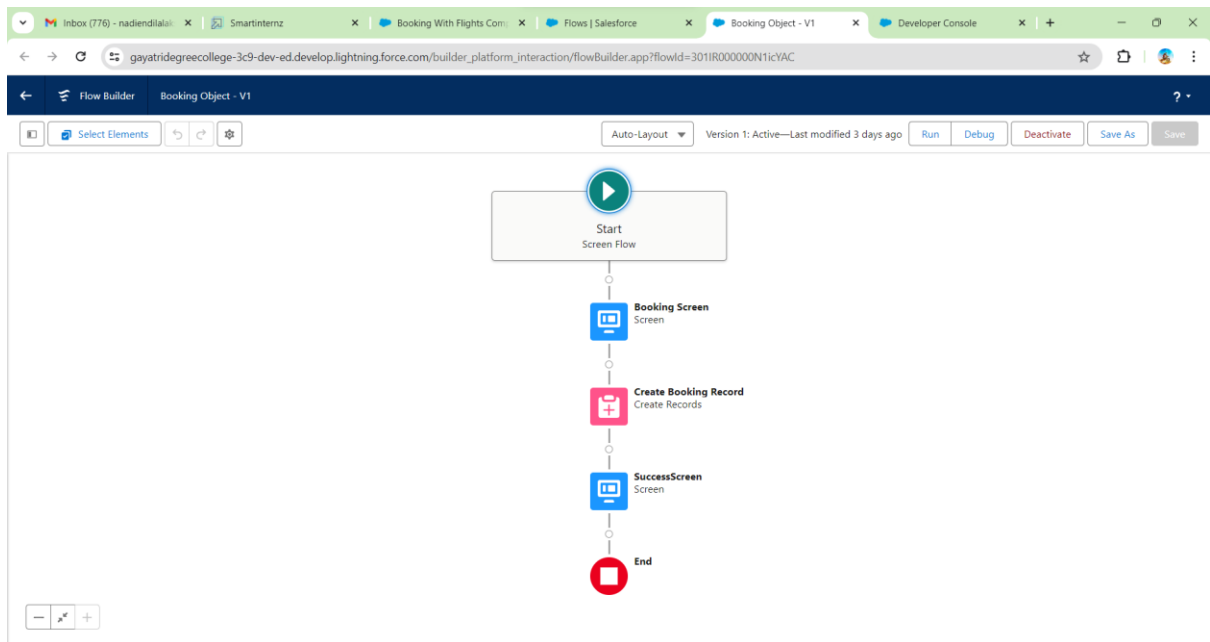 Inbox (776) - nadiendilalak
Smartinternz
Booking With Flights Com
Flows | Salesforce
Booking Object - V1
Developer Console
gayatridegreecollege-3c9-dev-ed.develop.lightning.force.com/builder_platform_interaction/flowBuilder.app?flowId=301IR000000N1icYAC
Flow Builder Booking Object - V1
?
Select Elements
Auto-Layout
Version 1: Active—Last modified 3 days ago
Run
Debug
Deactivate
Save As
Save
Start
Screen Flow
Booking Screen
Screen
Create Booking Record
Create Records
SuccessScreen
Screen
End